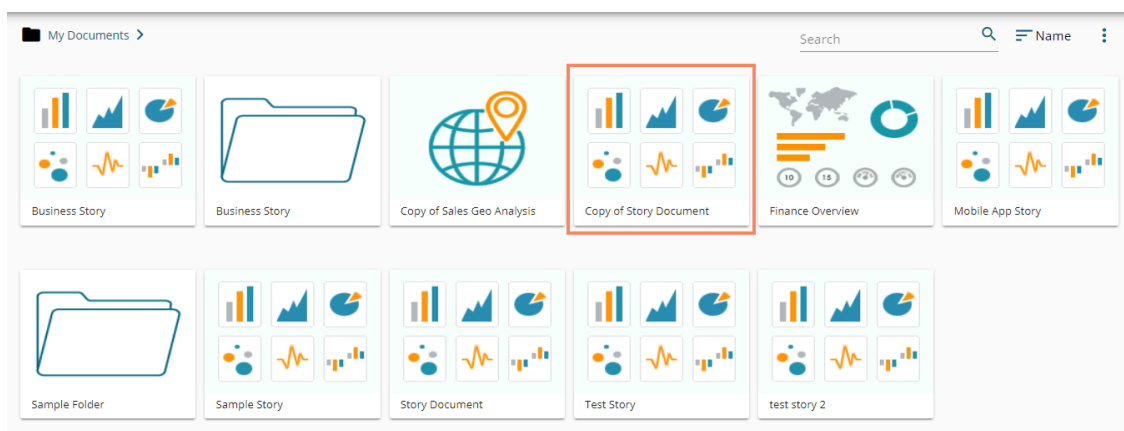 My Documents
Search
Name
Business Story
Business Story
Copy of Sales Geo Analysis
Copy of Story Document
10
15
Finance Overview
Mobile App Story
Sample Folder
Sample Story
Story Document
Test Story
test story 2